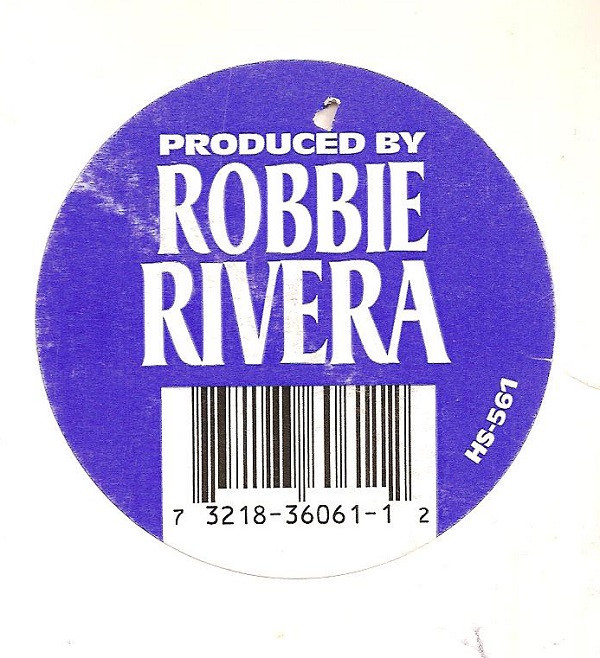 PRODUCED BY
ROBBIE
RIVERA
HS-561
7 3218-36061-1 2